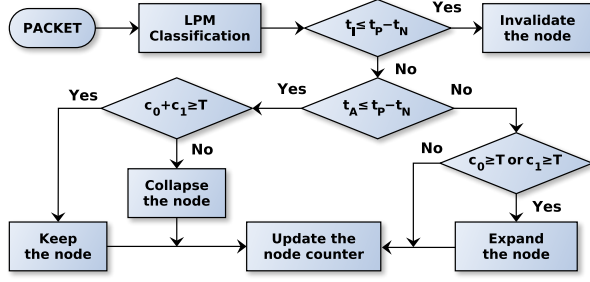 PACKET
LPM
Classification
tI≤ tP−tN
Yes
Invalidate
the node
No
Yes
c0+c1≥T
Yes
tA≤ tP−tN
No
No
Collapse
the node
No
c0≥T or c1≥T
Yes
Keep
the node
Update the
node counter
Expand
the node